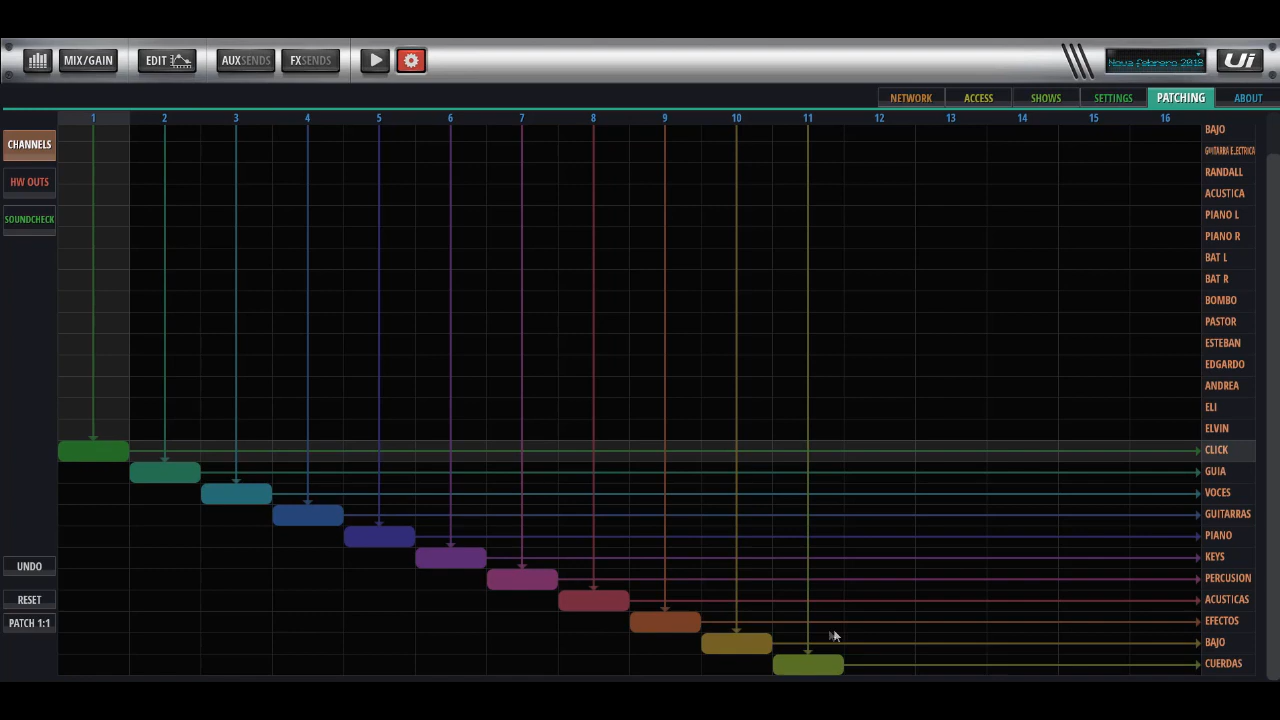 MIX/GAIN EDIT AUXSENDS FXSENDS Nova febrero 2018 Ui
NETWORK ACCESS SHOWS SETTINGS PATCHING ABOUT
1 2 3 4 5 6 7 8 9 10 11 12 13 14 15 16
CHANNELS
HW OUTS
SOUNDCHECK
UNDO
RESET
PATCH 1:1
BAJO
GUITARRA ELECTRICA
RANDALL
ACUSTICA
PIANO L
PIANO R
BAT L
BAT R
BOMBO
PASTOR
ESTEBAN
EDGARDO
ANDREA
ELI
ELVIN
CLICK
GUIA
VOCES
GUITARRAS
PIANO
KEYS
PERCUSION
ACUSTICAS
EFECTOS
BAJO
CUERDAS